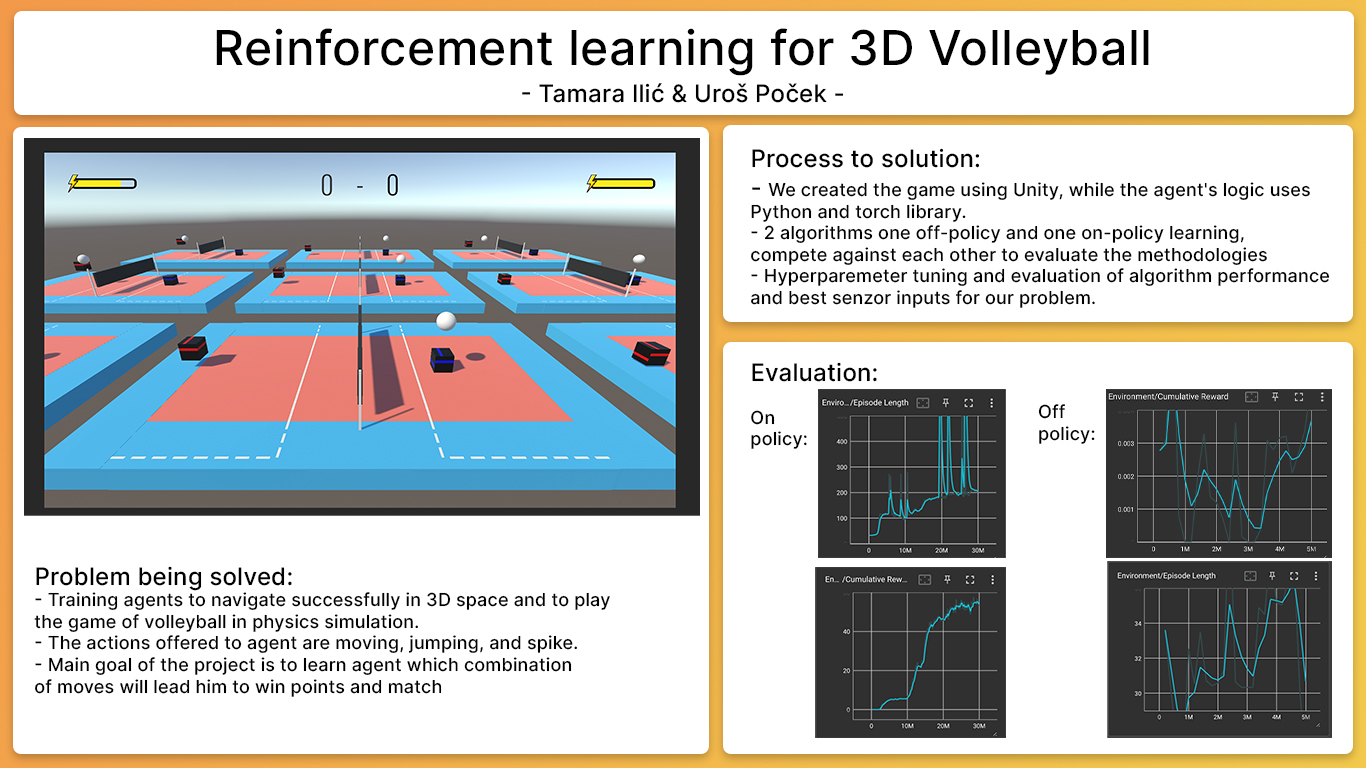 Reinforcement learning for 3D Volleyball
- Tamara Ilić & Uroš Poček -
0 - 0
Problem being solved:
- Training agents to navigate successfully in 3D space and to play
the game of volleyball in physics simulation.
- The actions offered to agent are moving, jumping, and spike.
- Main goal of the project is to learn agent which combination
of moves will lead him to win points and match
Process to solution:
- We created the game using Unity, while the agent's logic uses
Python and torch library.
- 2 algorithms one off-policy and one on-policy learning,
compete against each other to evaluate the methodologies
- Hyperparemeter tuning and evaluation of algorithm performance
and best senzor inputs for our problem.
Evaluation:
On
policy:
Enviro.../Episode Length
400
300
200
100
0 10M 20M 30M
En... /Cumulative Rew...
40
20
0
0 10M 20M 30M
Off
policy:
Environment/Cumulative Reward
0.003
0.002
0.001
0 1M 2M 3M 4M 5M
Environment/Episode Length
34
32
30
0 1M 2M 3M 4M 5M